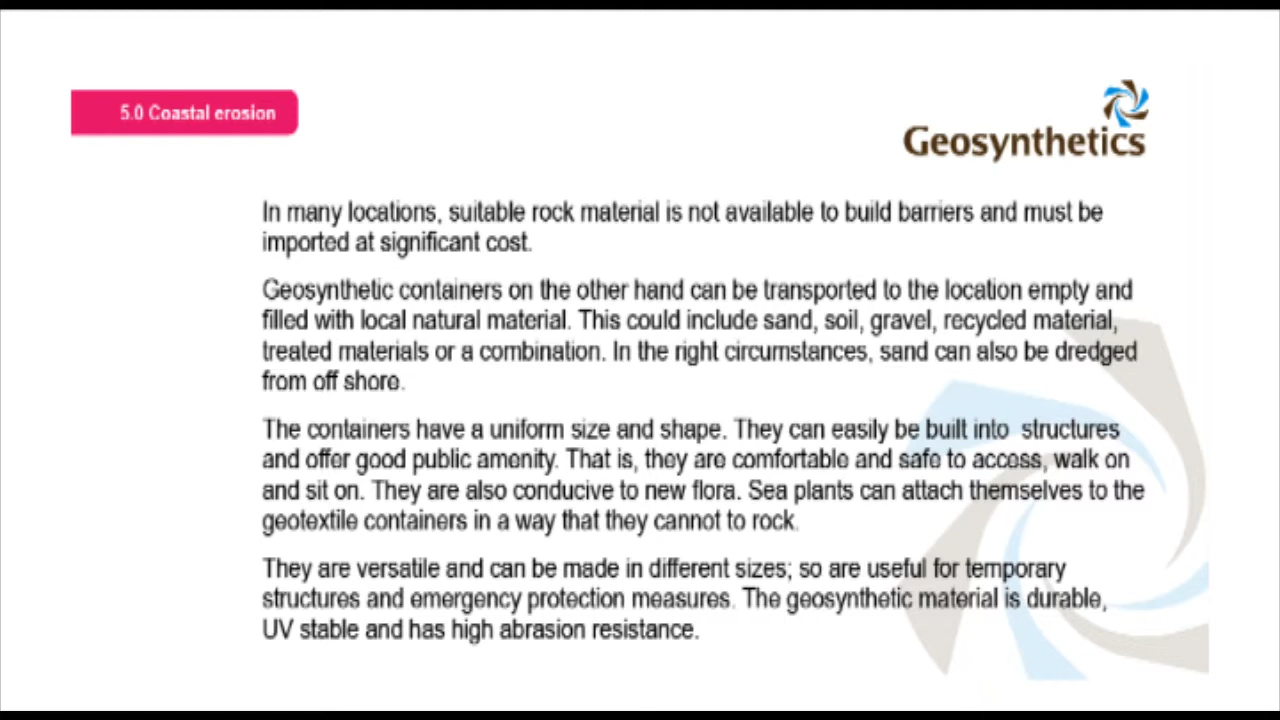 5.0 Coastal erosion
Geosynthetics
In many locations, suitable rock material is not available to build barriers and must be
imported at significant cost.
Geosynthetic containers on the other hand can be transported to the location empty and
filled with local natural material. This could include sand, soil, gravel, recycled material,
treated materials or a combination. In the right circumstances, sand can also be dredged
from off shore.
The containers have a uniform size and shape. They can easily be built into structures
and offer good public amenity. That is, they are comfortable and safe to access, walk on
and sit on. They are also conducive to new flora. Sea plants can attach themselves to the
geotextile containers in a way that they cannot to rock.
They are versatile and can be made in different sizes; so are useful for temporary
structures and emergency protection measures. The geosynthetic material is durable,
UV stable and has high abrasion resistance.